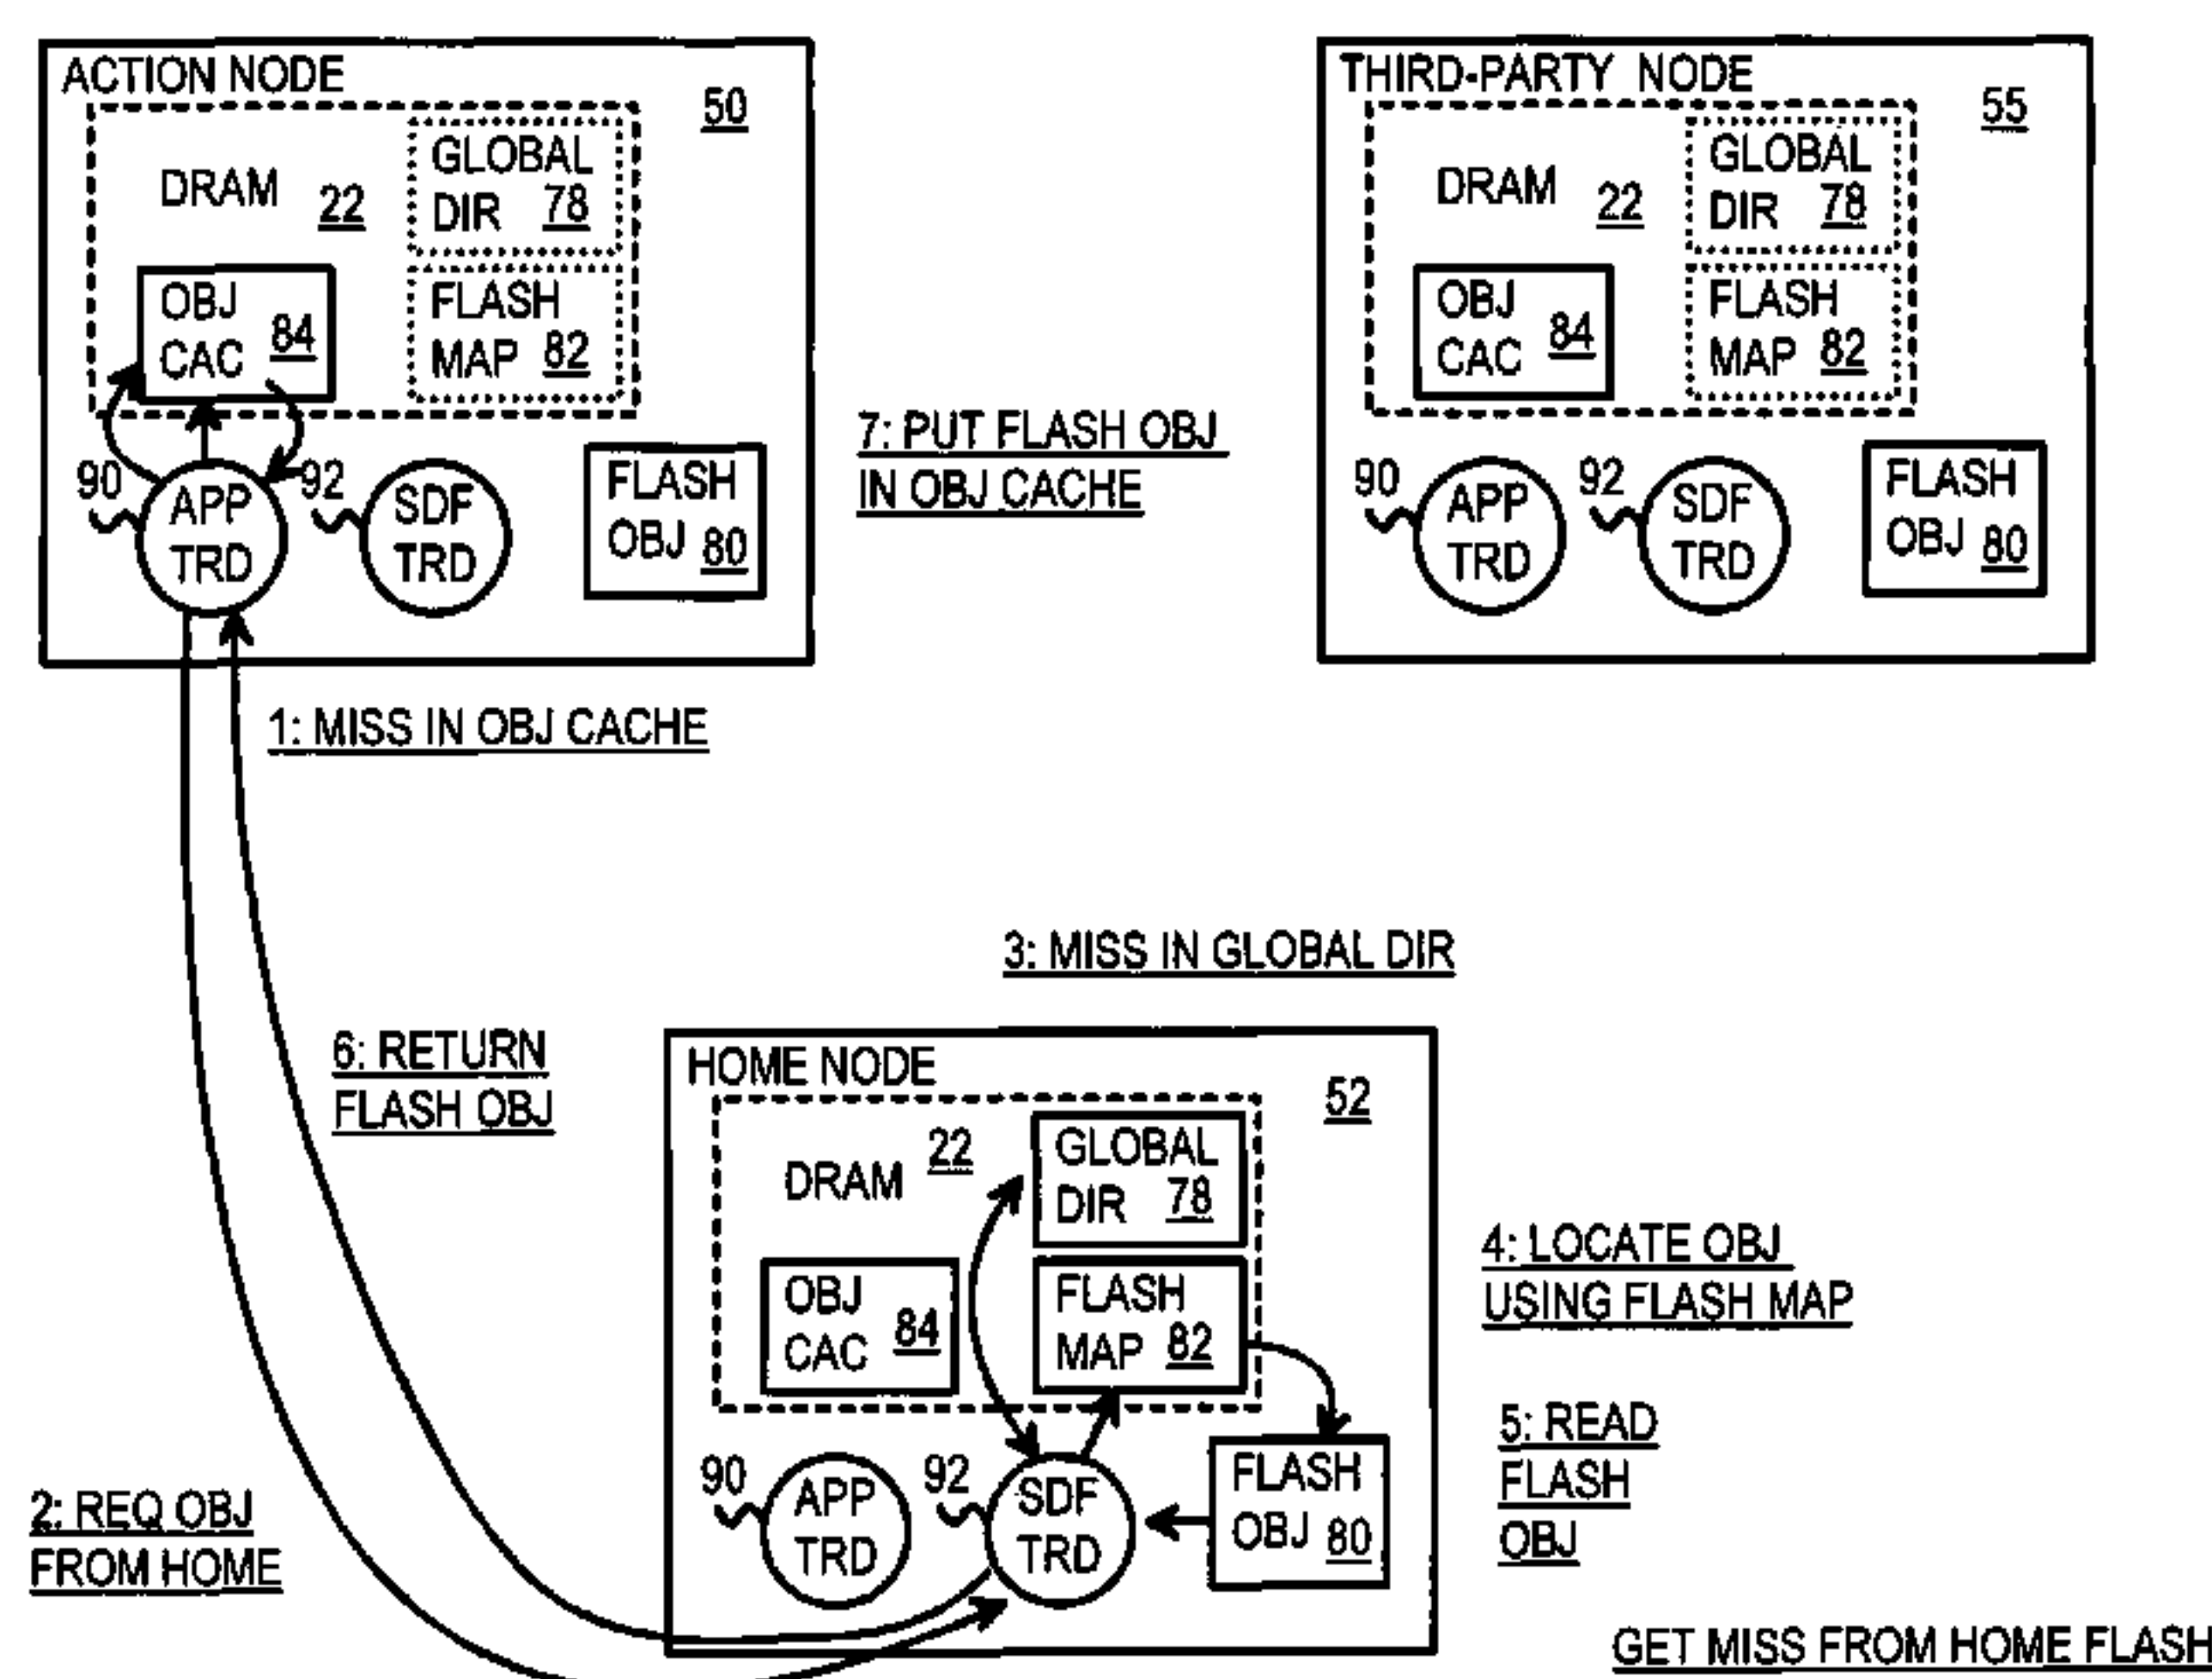 ACTION NODE
50
DRAM 22
GLOBAL
DIR 78
OBJ
CAC 84
FLASH
MAP 82
90
APP
TRD
92
SDF
TRD
FLASH
OBJ 80
7: PUT FLASH OBJ
IN OBJ CACHE
THIRD-PARTY NODE
55
DRAM 22
GLOBAL
DIR 78
OBJ
CAC 84
FLASH
MAP 82
90
APP
TRD
92
SDF
TRD
FLASH
OBJ 80
1: MISS IN OBJ CACHE
3: MISS IN GLOBAL DIR
6: RETURN
FLASH OBJ
HOME NODE
52
DRAM 22
GLOBAL
DIR 78
OBJ
CAC 84
FLASH
MAP 82
90
APP
TRD
92
SDF
TRD
FLASH
OBJ 80
4: LOCATE OBJ
USING FLASH MAP
5: READ
FLASH
OBJ
2: REQ OBJ
FROM HOME
GET MISS FROM HOME FLASH